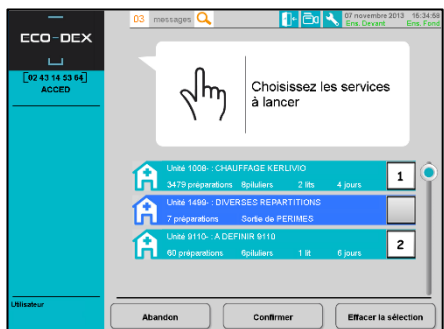 03 messages
07 novembre 2013 15:34:58
Ens. Devant Ens. Fond
ECO-DEX
[02 43 14 53 64]
ACCED
Choisissez les services
à lancer
Unité 1008- : CHAUFFAGE KERLIVIO
3479 préparations 8piluliers 2 lits 4 jours
1
Unité 1499- : DIVERSES REPARTITIONS
7 préparations Sortie de PERIMES
Unité 9110- : A DEFINIR 9110
60 préparations 6piluliers 1 lit 6 jours
2
Utilisateur
Abandon
Confirmer
Effacer la sélection